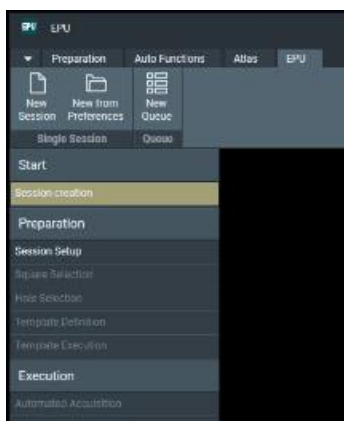 EPU EPU
Preparation Auto Functions Atlas EPU
New Session New from Preferences New Queue
Single Session Queue
Start
Session creation
Preparation
Session Setup
Square Selection
Hole Selection
Template Definition
Template Execution
Execution
Automated Acquisition